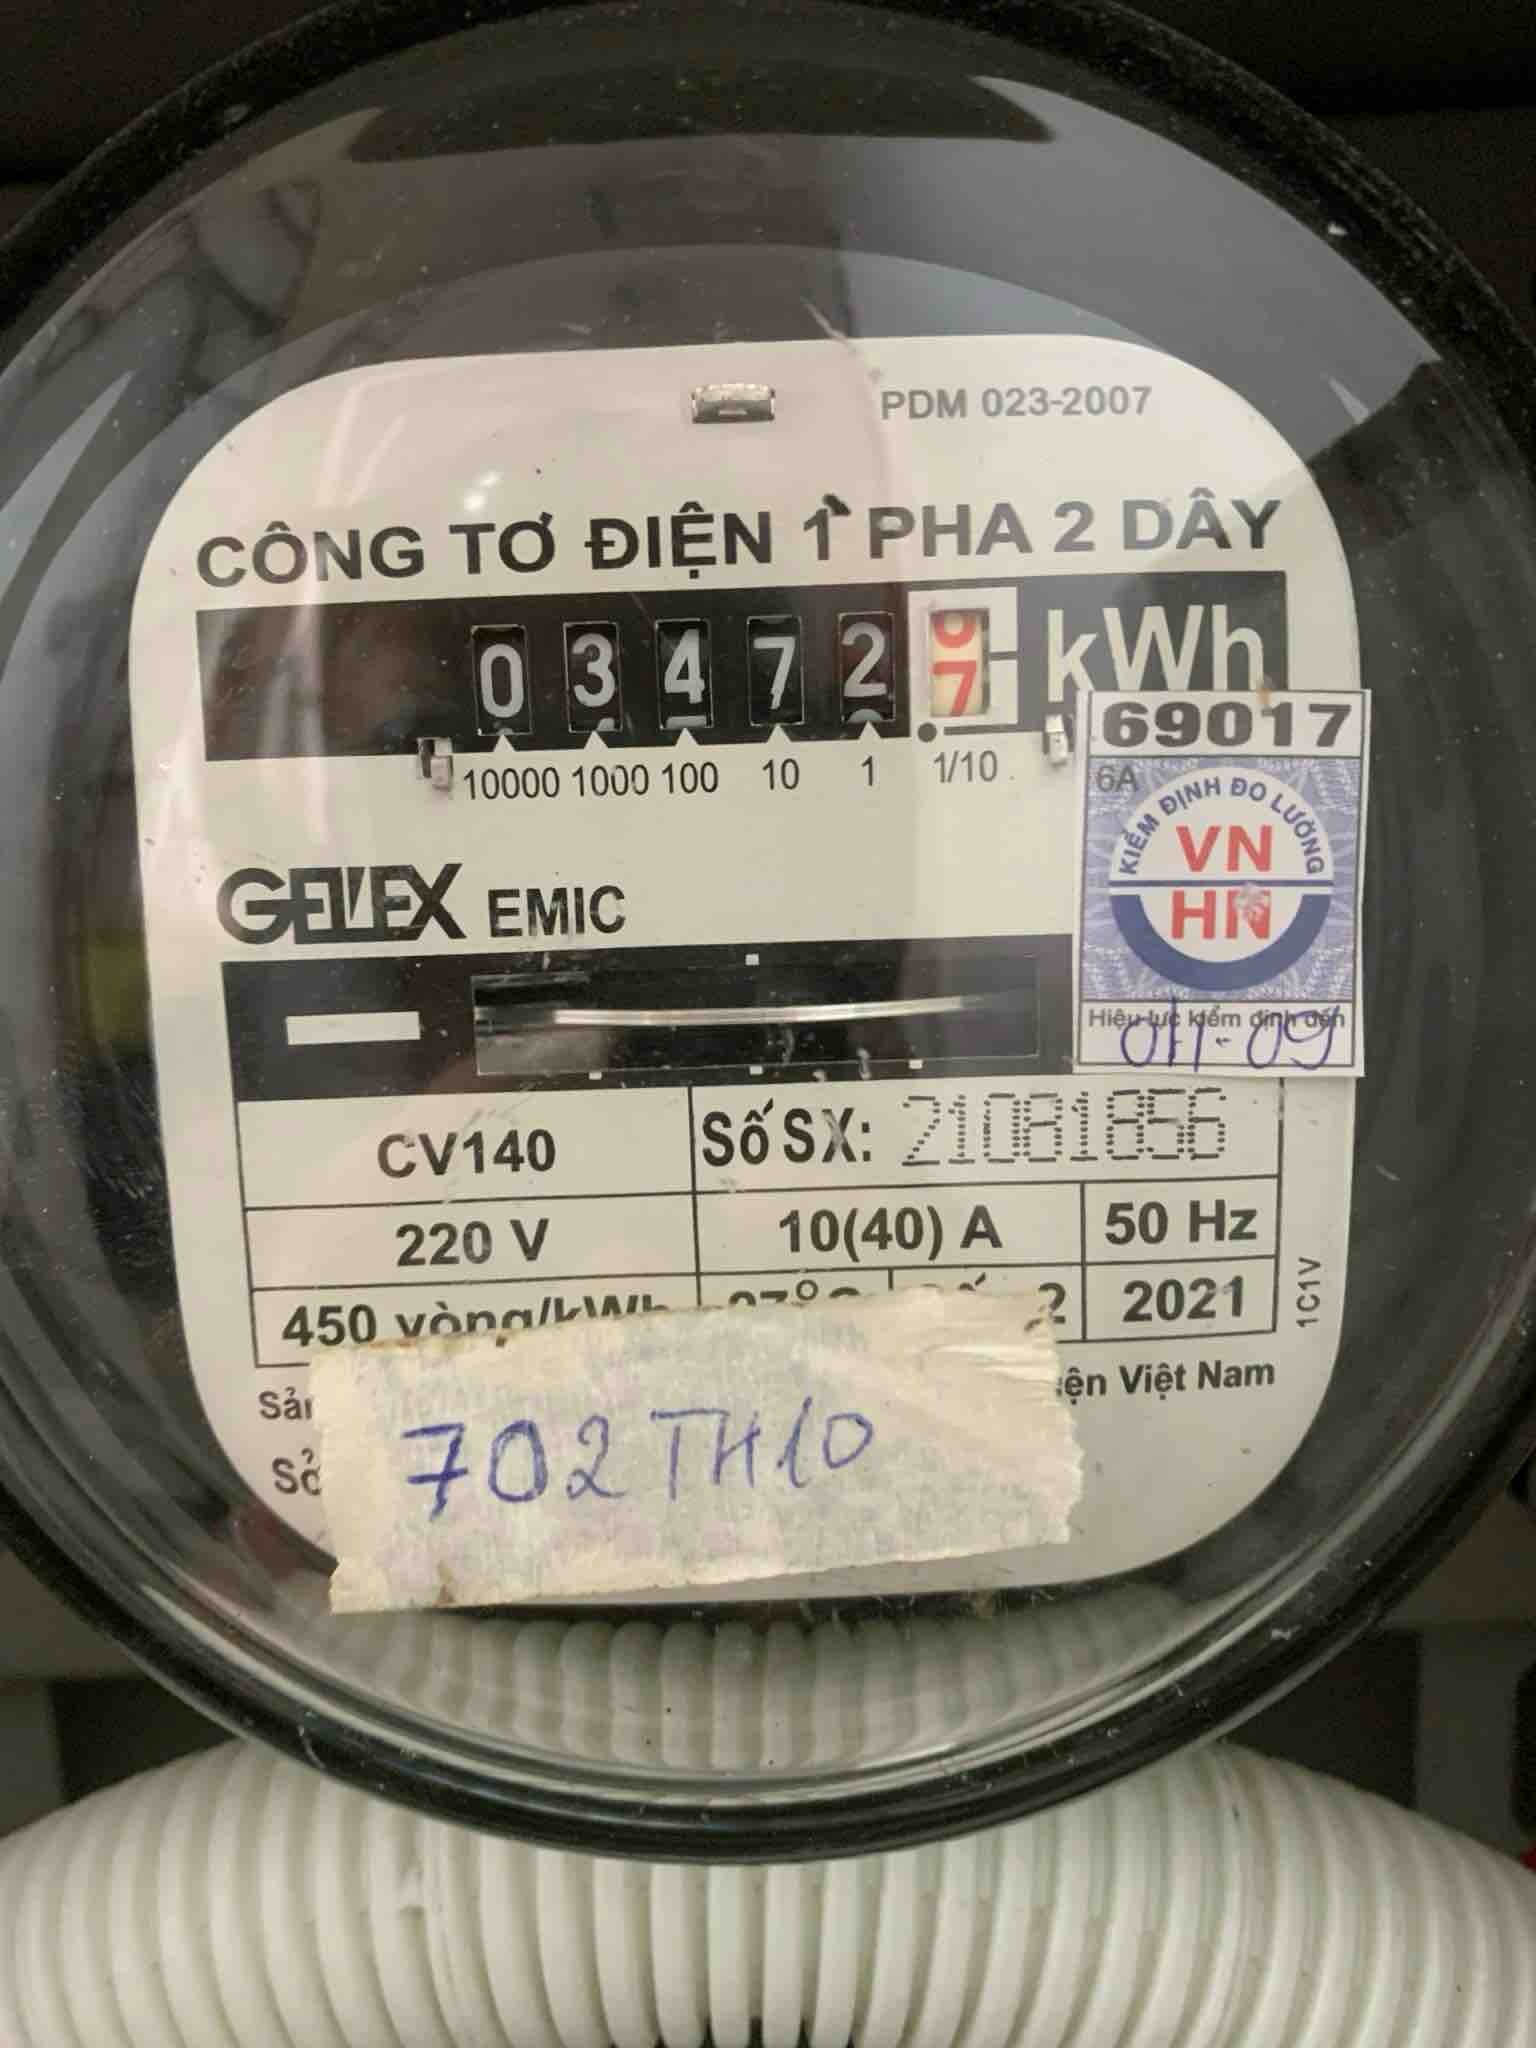 PDM 023-2007
CÔNG TƠ ĐIỆN 1 PHA 2 DÂY
0 3 4 7 2 7 kWh
10000 1000 100 10 1 1/10
69017
6A
KIỂM ĐỊNH ĐO LƯỜNG
VN
HN
Hiệu lực kiểm định đến
GELEX EMIC
CV140
Số SX: 21081856
220 V
10(40) A
50 Hz
450 vòng/kWh
2
2021
1C1V
Việt Nam
702TH10